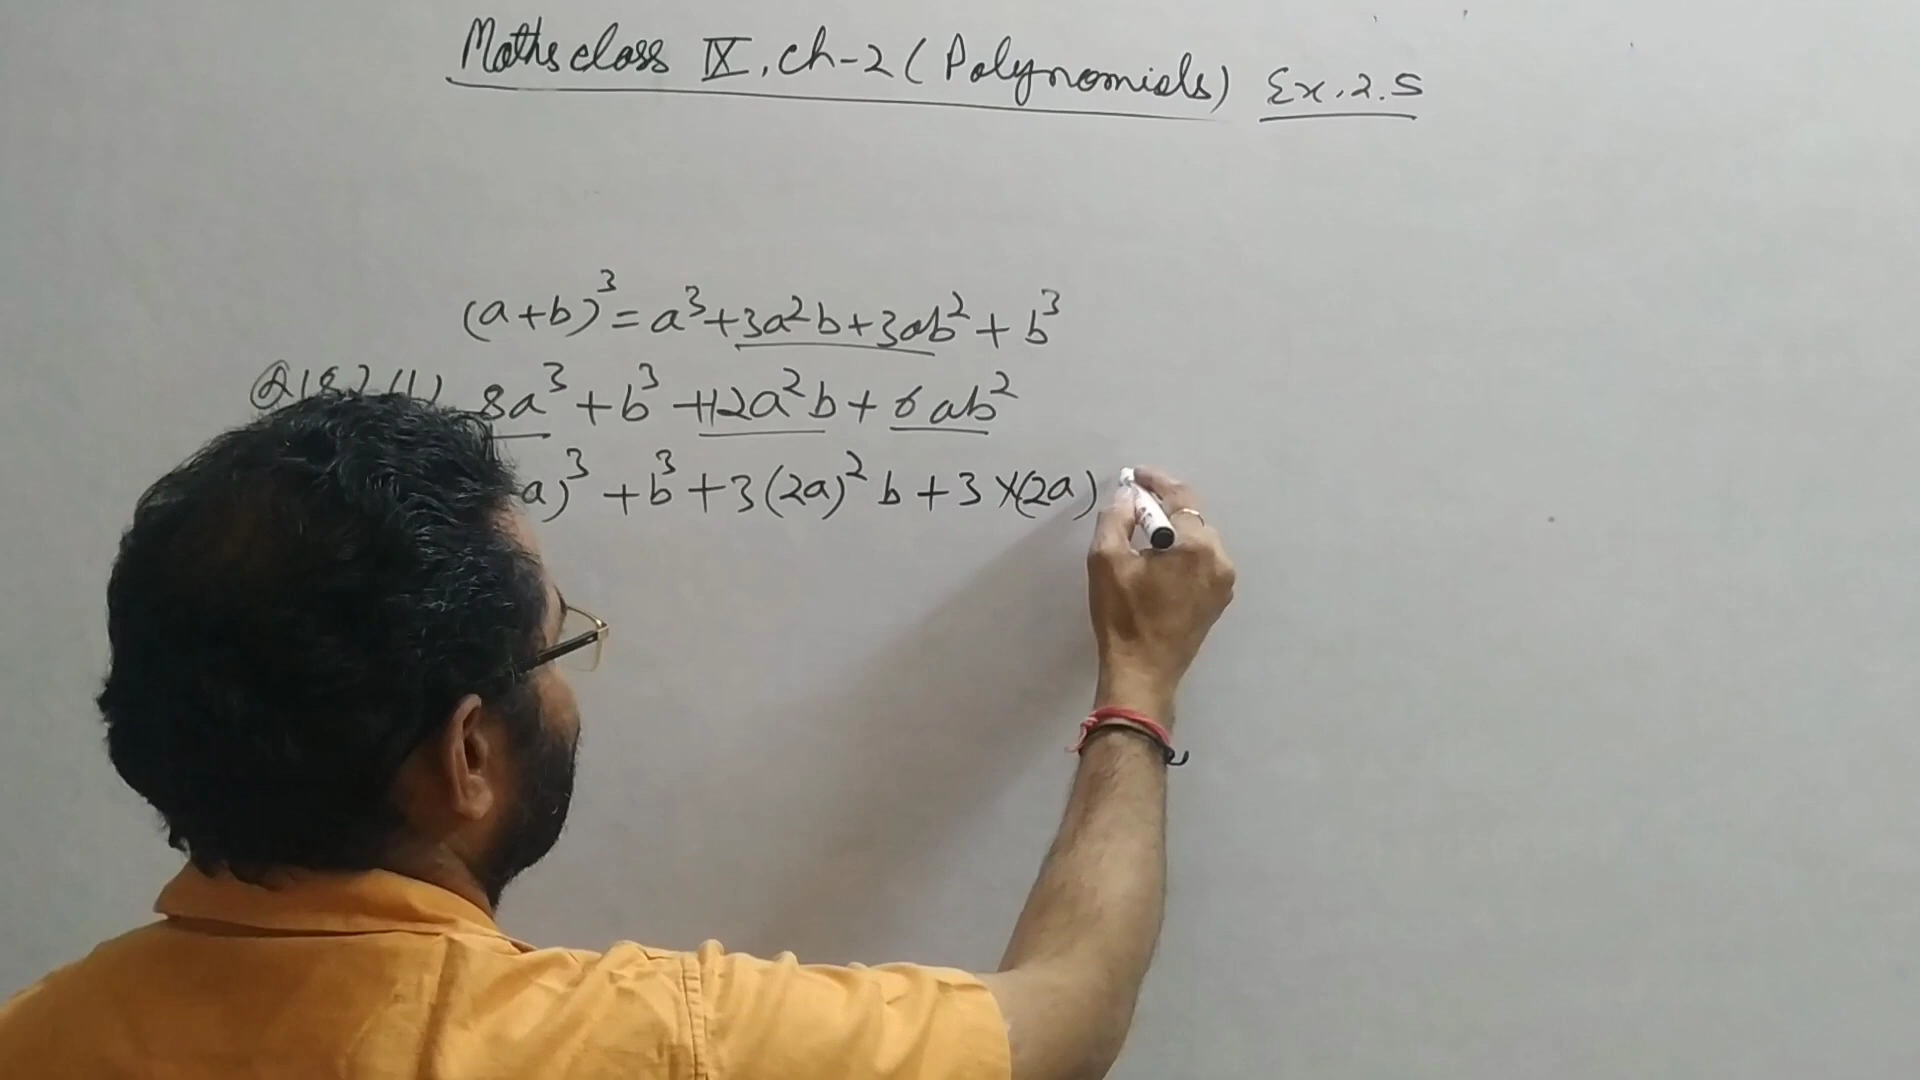 Maths class IX, ch-2 (Polynomials) Ex. 2.5
(a+b)³ = a³+3a²b+3ab²+b³
8a³+b³+12a²b+6ab²
a)³+b³+3(2a)²b+3×(2a)